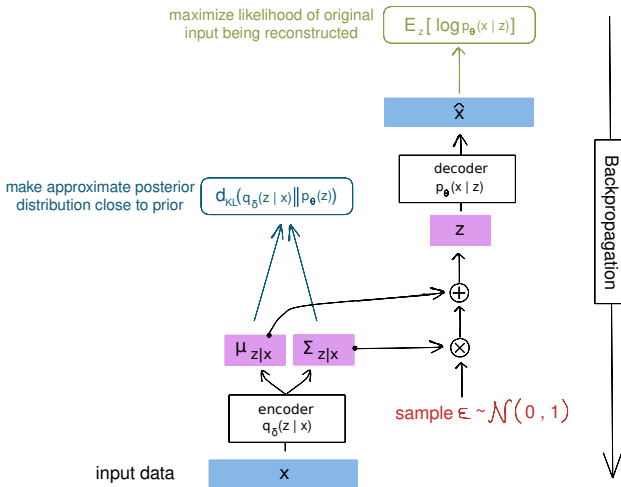 maximize likelihood of original
input being reconstructed
E_z [ log p_θ(x | z) ]
x̂
decoder
p_θ(x | z)
make approximate posterior
distribution close to prior
d_KL(q_δ(z | x) ‖ p_θ(z))
z
Backpropagation
+
μ_z|x
Σ_z|x
×
sample ϵ ~ 𝒩(0 , 1)
encoder
q_δ(z | x)
input data
x